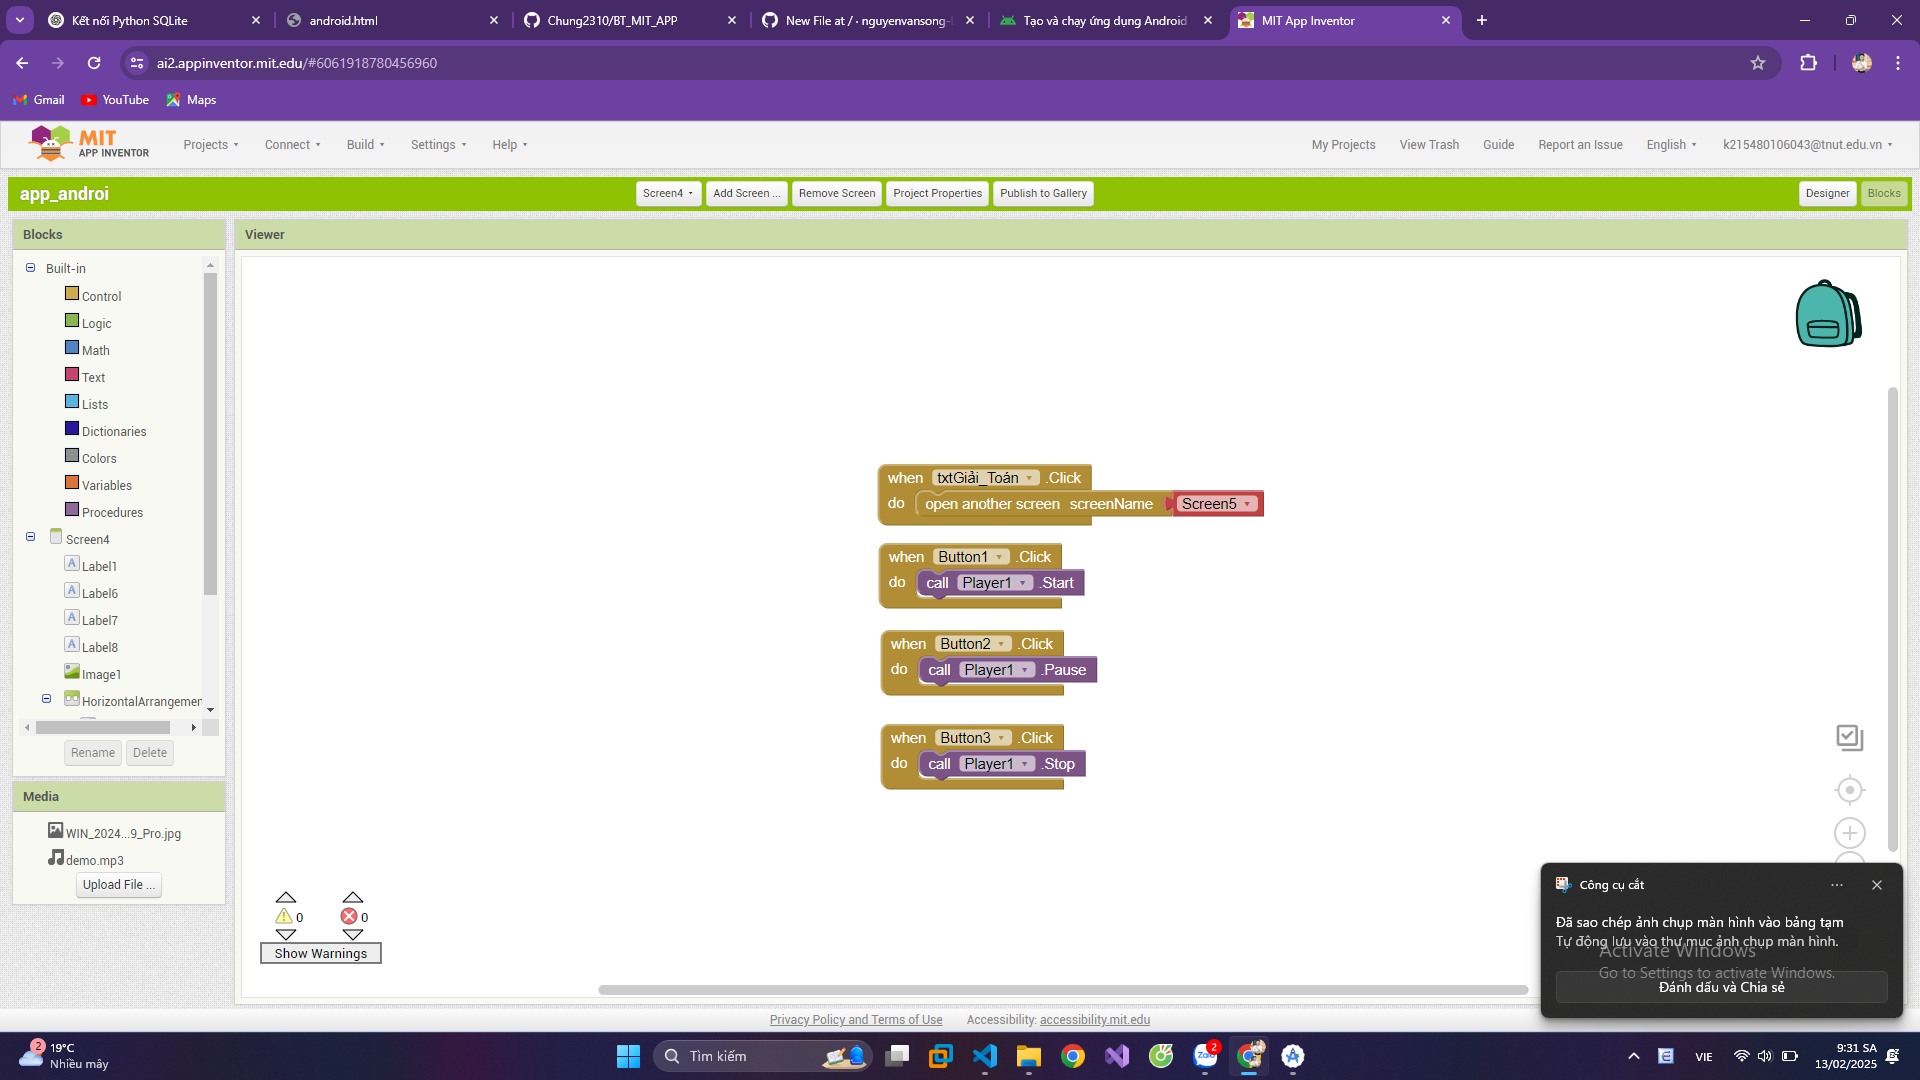 Kết nối Python SQLite
android.html
Chung2310/BT_MIT_APP
New File at / · nguyenvansong-
Tạo và chạy ứng dụng Android
MIT App Inventor
ai2.appinventor.mit.edu/#6061918780456960
Gmail
YouTube
Maps
MIT
APP INVENTOR
Projects
Connect
Build
Settings
Help
My Projects
View Trash
Guide
Report an Issue
English
k215480106043@tnut.edu.vn
app_androi
Screen4
Add Screen ...
Remove Screen
Project Properties
Publish to Gallery
Designer
Blocks
Blocks
Viewer
Built-in
Control
Logic
Math
Text
Lists
Dictionaries
Colors
Variables
Procedures
Screen4
Label1
Label6
Label7
Label8
Image1
HorizontalArrangemen
Rename
Delete
Media
WIN_2024...9_Pro.jpg
demo.mp3
Upload File ...
when txtGiải_Toán .Click
do open another screen screenName Screen5
when Button1 .Click
do call Player1 .Start
when Button2 .Click
do call Player1 .Pause
when Button3 .Click
do call Player1 .Stop
0
0
Show Warnings
Công cụ cắt
Đã sao chép ảnh chụp màn hình vào bảng tạm
Tự động lưu vào thư mục ảnh chụp màn hình.
Activate Windows
Go to Settings to activate Windows.
Đánh dấu và Chia sẻ
Privacy Policy and Terms of Use
Accessibility: accessibility.mit.edu
2
19°C
Nhiều mây
Tìm kiếm
Zalo
2
VIE
9:31 SA
13/02/2025